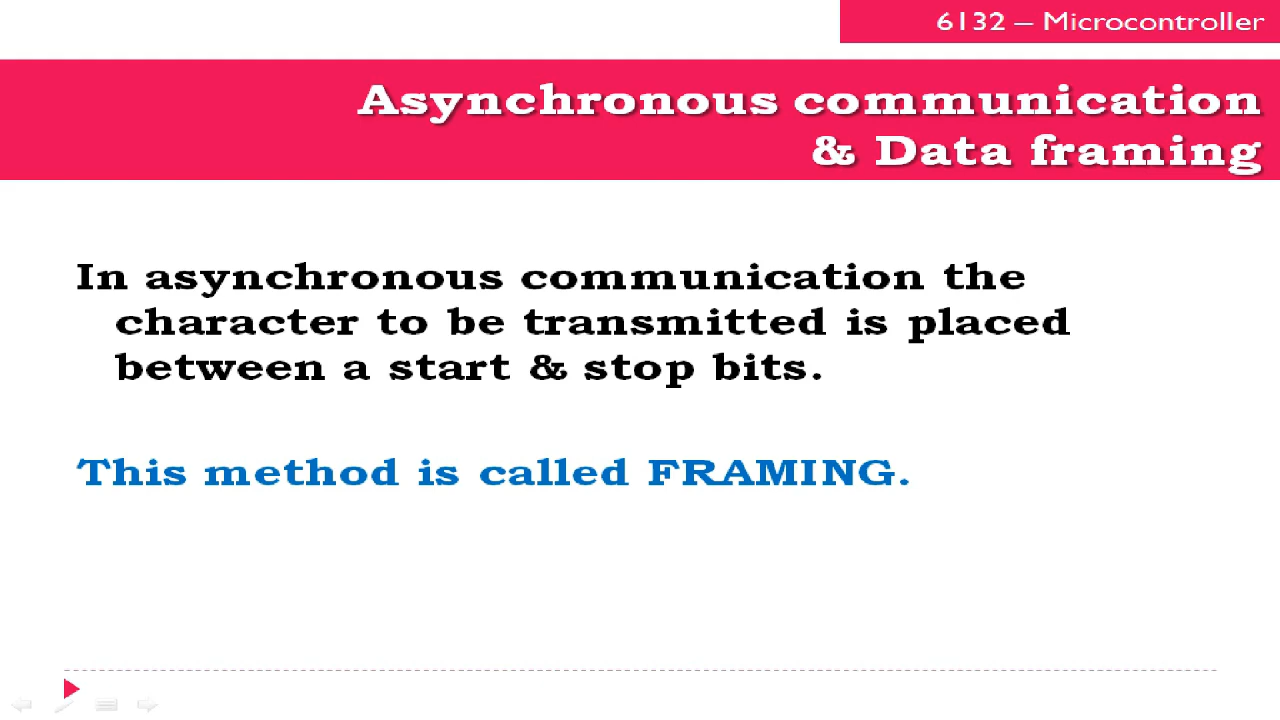 6132 – Microcontroller
Asynchronous communication
& Data framing
In asynchronous communication the
character to be transmitted is placed
between a start & stop bits.
This method is called FRAMING.